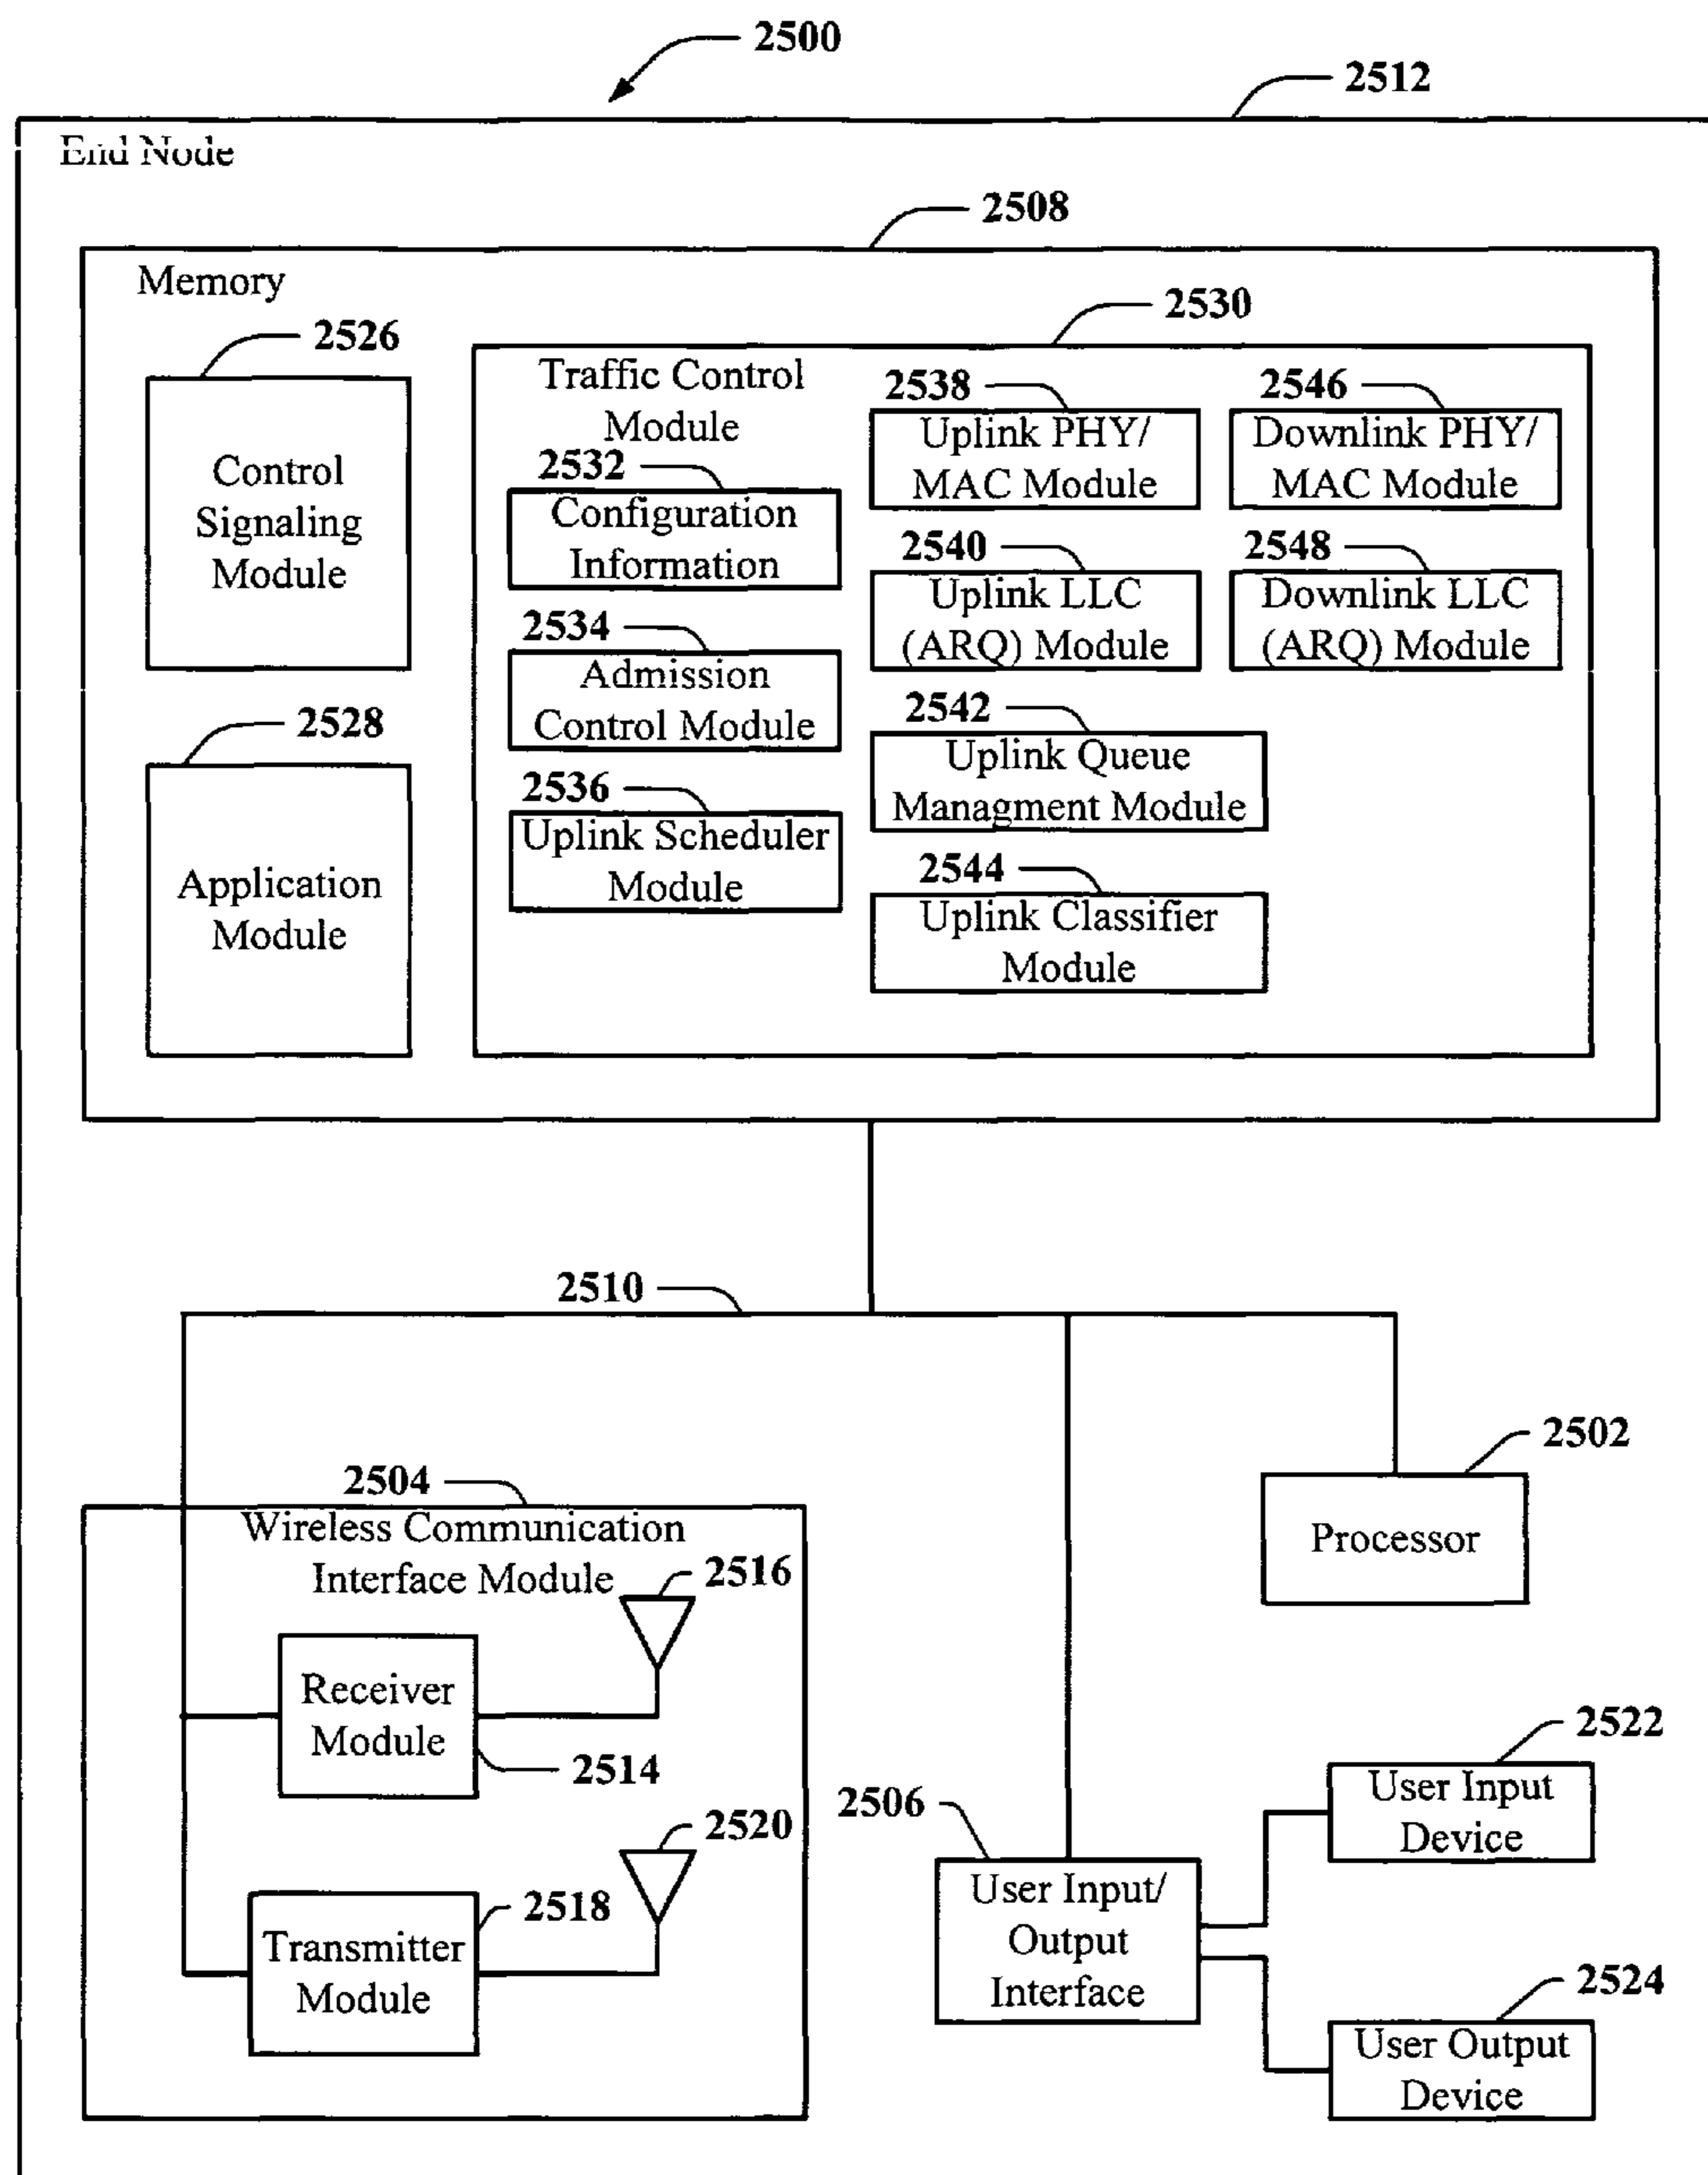 2500
2512
End Node
2508
Memory
2530
2526
Control
Signaling
Module
2528
Application
Module
Traffic Control
Module
2532
Configuration
Information
2534
Admission
Control Module
2536
Uplink Scheduler
Module
2538
Uplink PHY/
MAC Module
2546
Downlink PHY/
MAC Module
2540
Uplink LLC
(ARQ) Module
2548
Downlink LLC
(ARQ) Module
2542
Uplink Queue
Managment Module
2544
Uplink Classifier
Module
2510
2502
Processor
2504
Wireless Communication
Interface Module
2516
Receiver
Module
2514
2520
2518
Transmitter
Module
2506
User Input/
Output
Interface
2522
User Input
Device
2524
User Output
Device